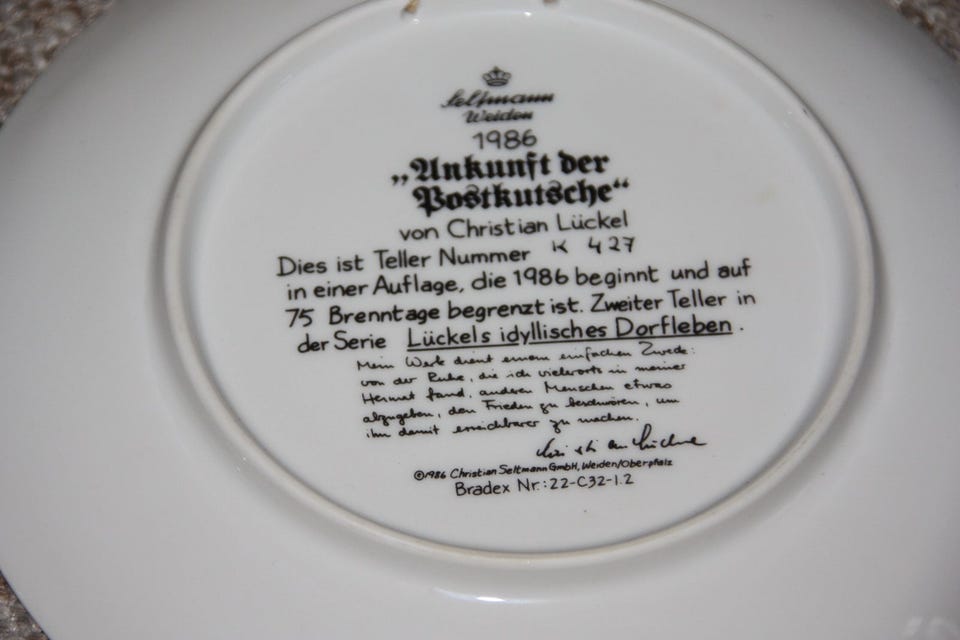 Seltmann
Weiden
1986
„Ankunft der
Postkutsche“
von Christian Lückel
Dies ist Teller Nummer K 427
in einer Auflage, die 1986 beginnt und auf
75 Brenntage begrenzt ist. Zweiter Teller in
der Serie Lückels idyllisches Dorfleben.
Mein Werk dient einem einfachen Zwecke:
von der Ruhe, die ich vielerorts in meiner
Heimat fand, anderen Menschen etwas
abzugeben, den Frieden zu beschwören, um
ihn damit erreichbarer zu machen.
Christian Lückel
©1986 Christian Seltmann GmbH, Weiden/Oberpfalz
Bradex Nr.: 22-C32-1.2